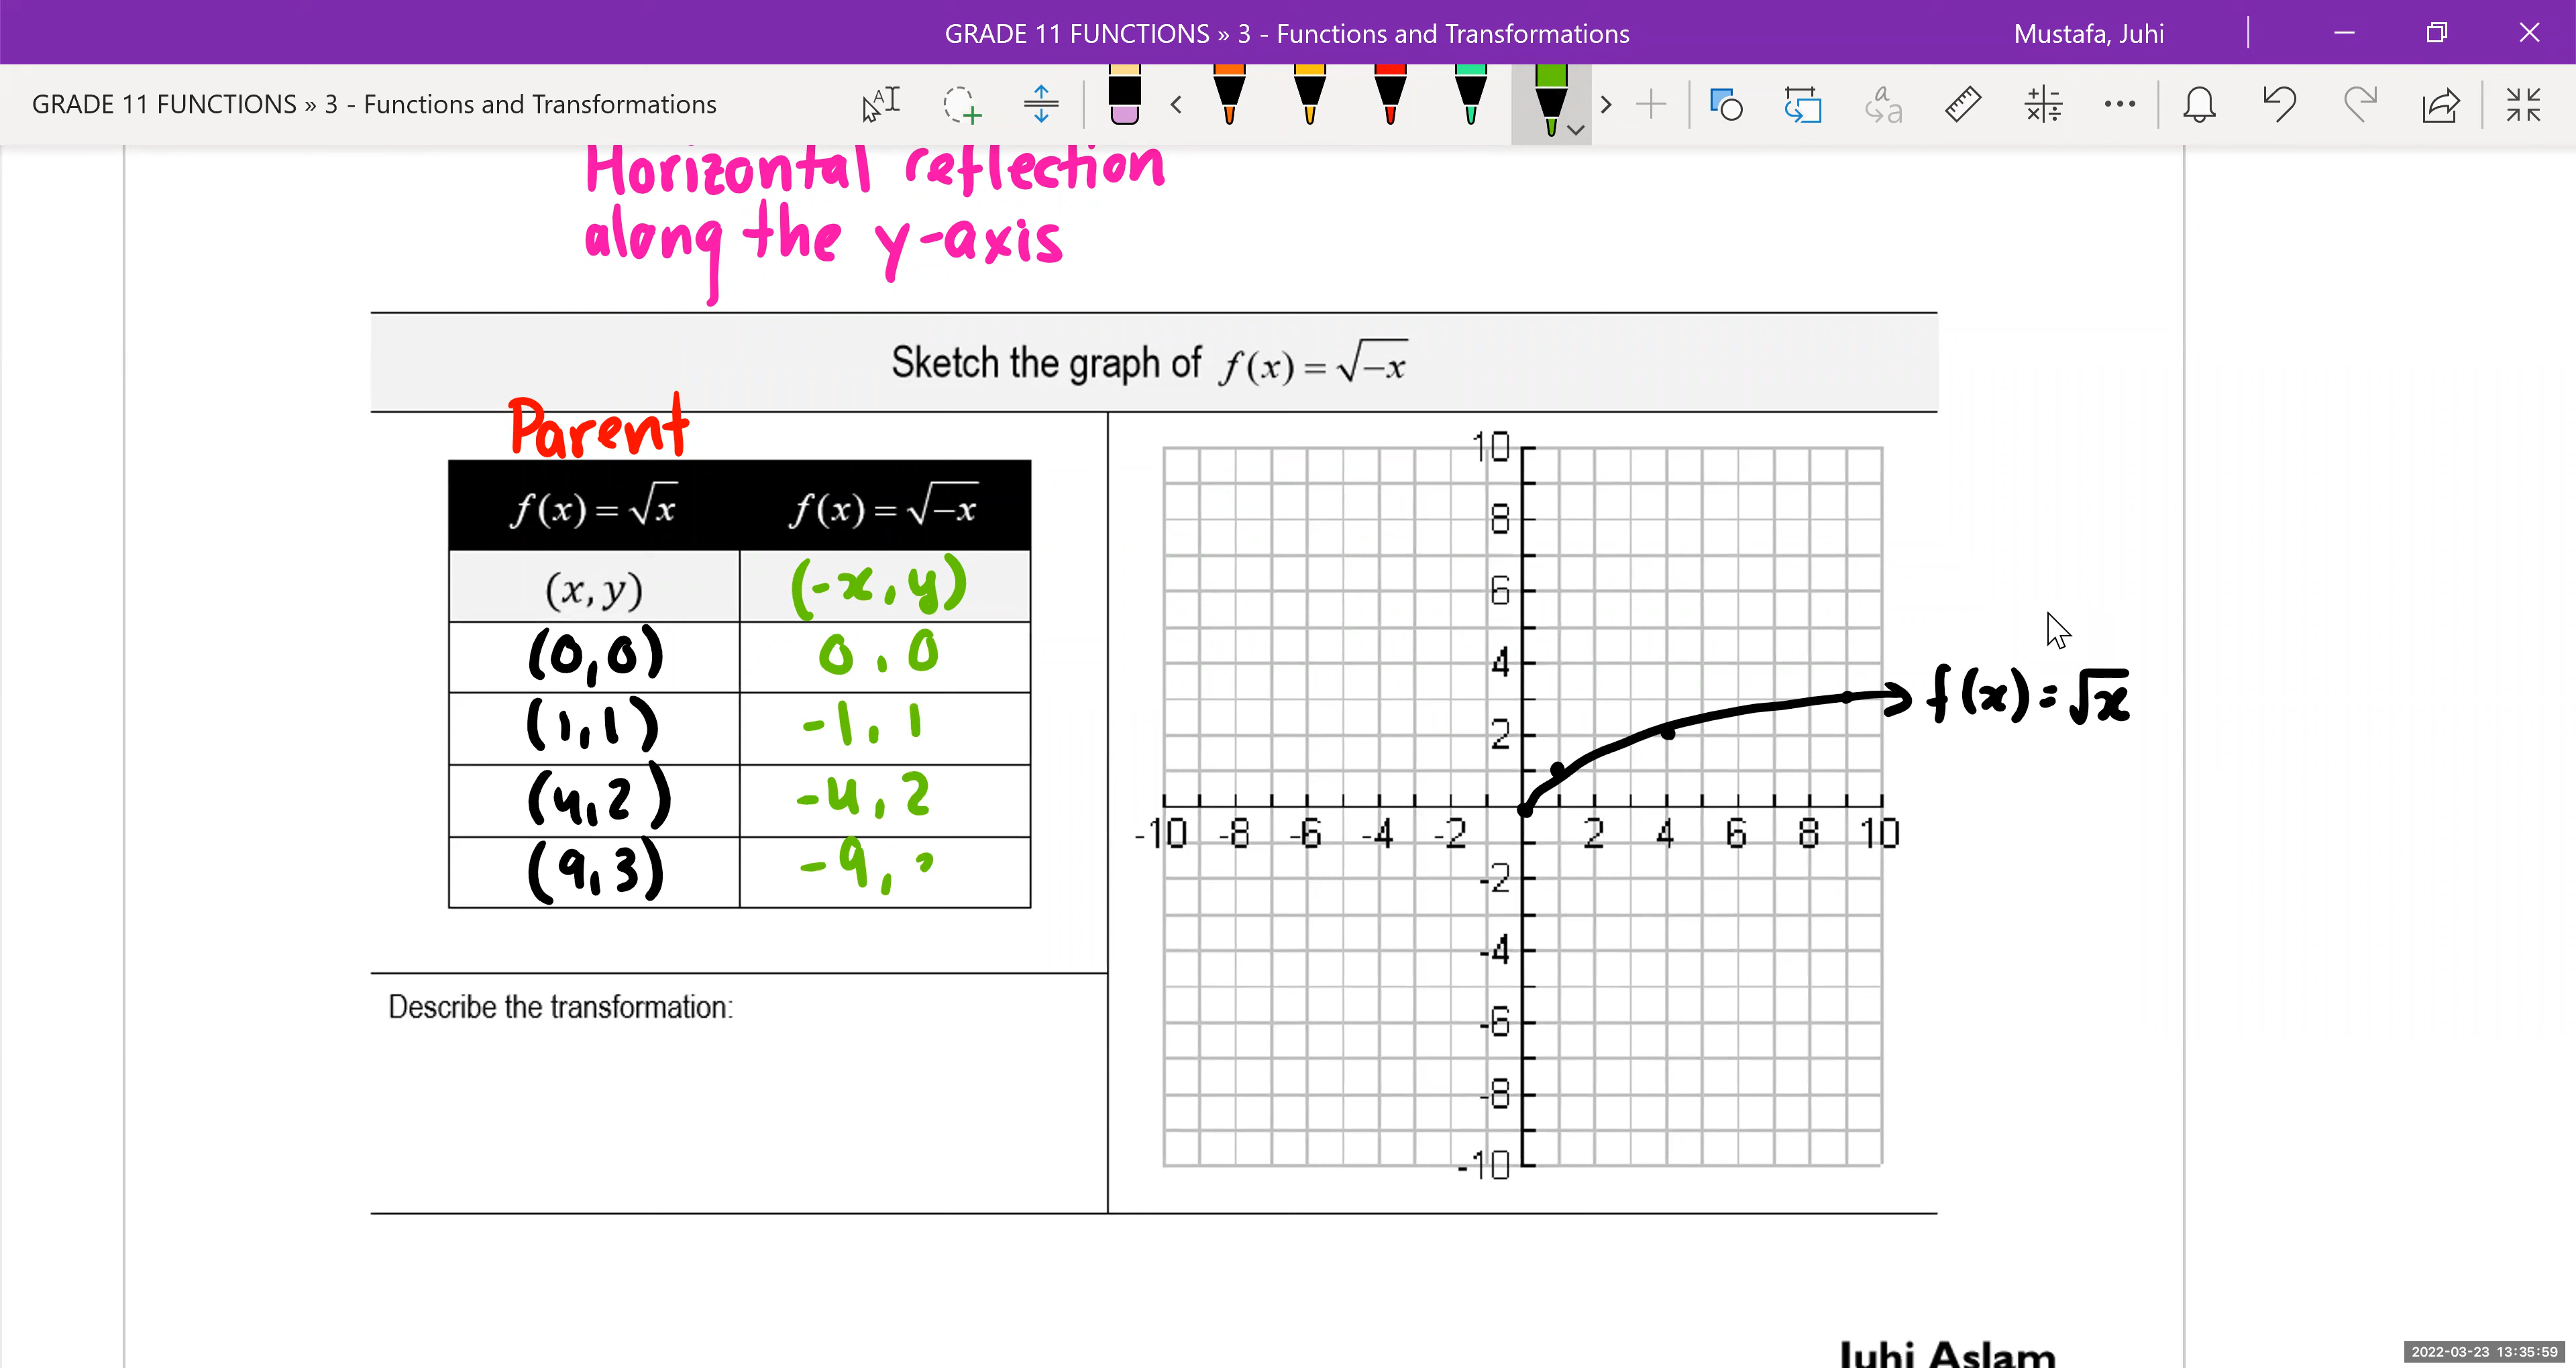 GRADE 11 FUNCTIONS » 3 - Functions and Transformations
Mustafa, Juhi
GRADE 11 FUNCTIONS » 3 - Functions and Transformations
Horizontal reflection
along the y-axis
Sketch the graph of f(x) = √-x
Parent
f(x) = √x f(x) = √-x
(x, y) (-x, y)
(0,0) 0, 0
(1,1) -1, 1
(4,2) -4, 2
(9,3) -9,
Describe the transformation:
10
8
6
4
2
-10 -8 -6 -4 -2 2 4 6 8 10
-2
-4
-6
-8
-10
f(x) = √x
Juhi Aslam
2022-03-23 13:35:59